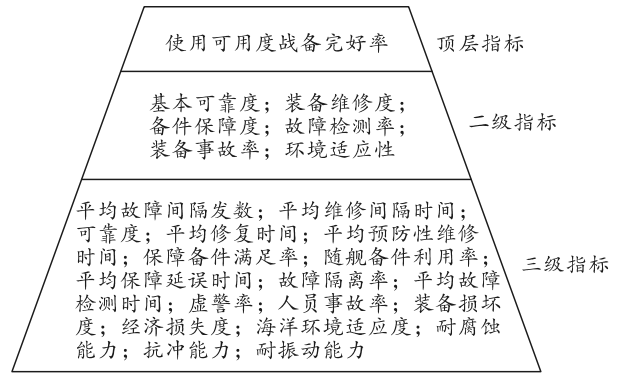 使用可用度战备完好率
顶层指标
基本可靠度；装备维修度；
备件保障度；故障检测率；
装备事故率；环境适应性
二级指标
平均故障间隔发数；平均维修间隔时间；
可靠度；平均修复时间；平均预防性维修
时间；保障备件满足率；随舰备件利用率；
平均保障延误时间；故障隔离率；平均故障
检测时间；虚警率；人员事故率；装备损坏
度；经济损失度；海洋环境适应度；耐腐蚀
能力；抗冲能力；耐振动能力
三级指标